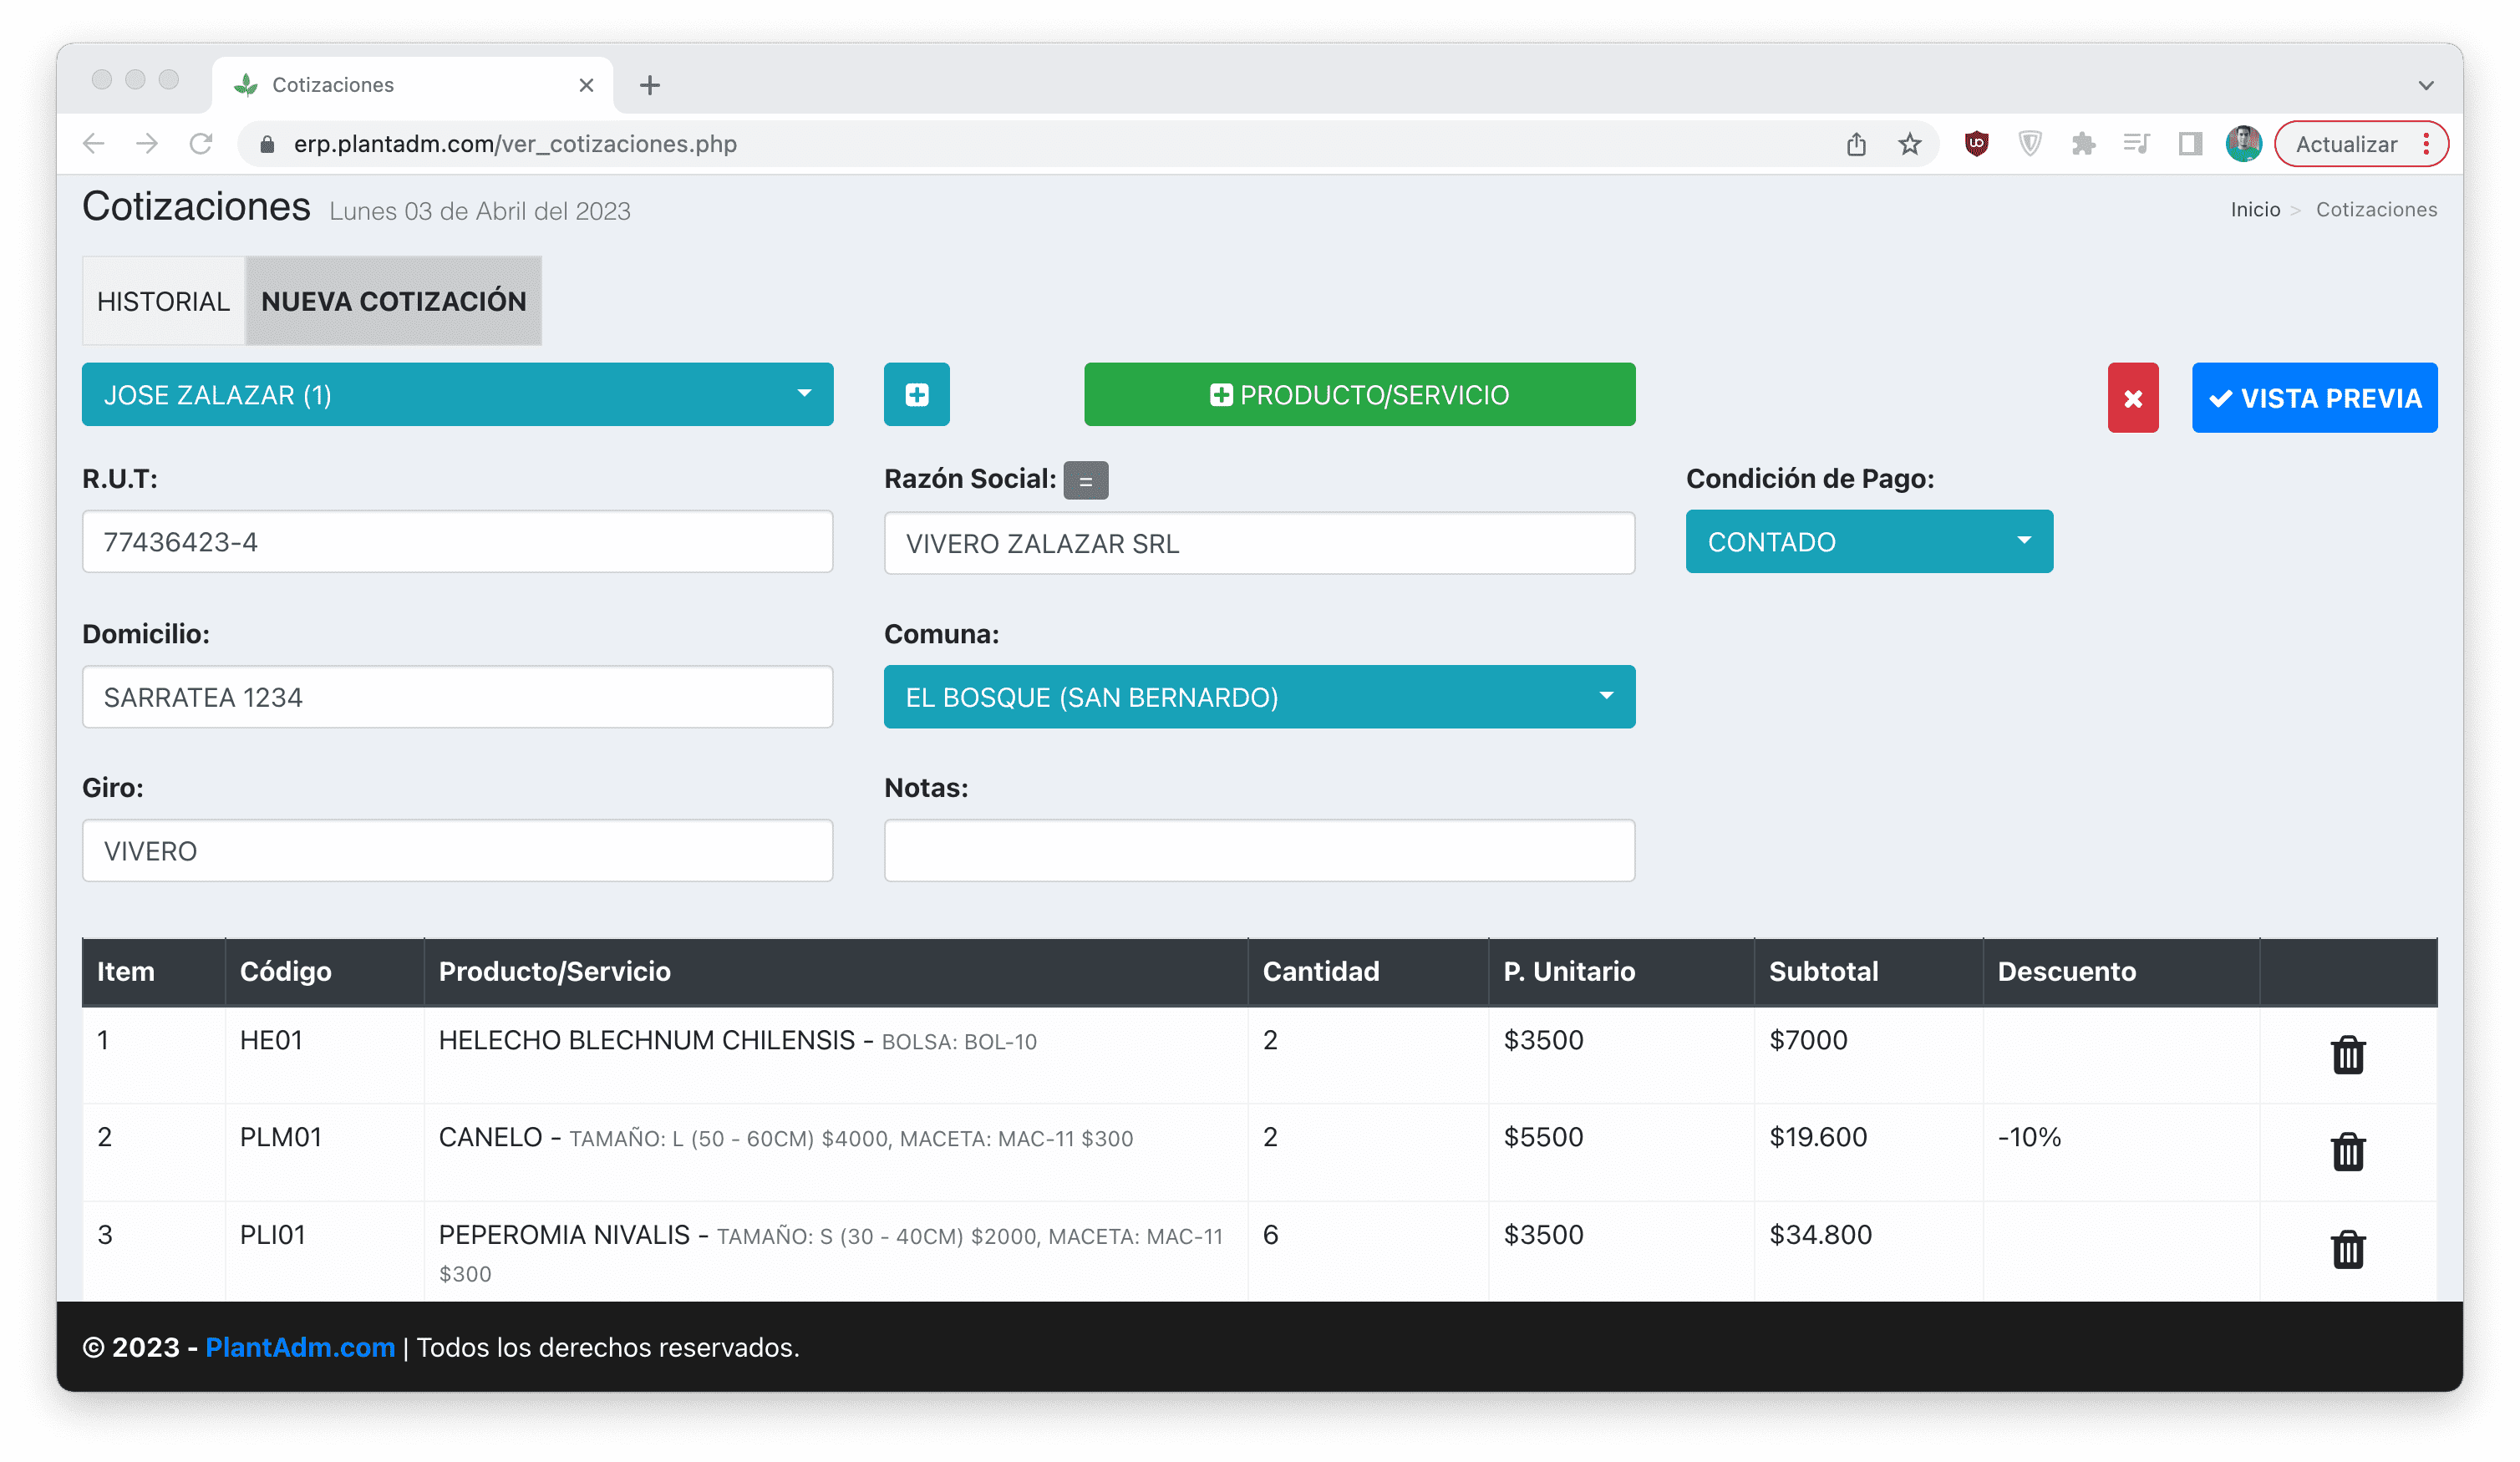 Cotizaciones
erp.plantadm.com/ver_cotizaciones.php
Actualizar
Cotizaciones Lunes 03 de Abril del 2023
Inicio > Cotizaciones
HISTORIAL NUEVA COTIZACIÓN
JOSE ZALAZAR (1)
PRODUCTO/SERVICIO
VISTA PREVIA
R.U.T: Razón Social: = Condición de Pago:
77436423-4 VIVERO ZALAZAR SRL CONTADO
Domicilio: Comuna:
SARRATEA 1234 EL BOSQUE (SAN BERNARDO)
Giro: Notas:
VIVERO
Item Código Producto/Servicio Cantidad P. Unitario Subtotal Descuento
1 HE01 HELECHO BLECHNUM CHILENSIS - BOLSA: BOL-10 2 $3500 $7000
2 PLM01 CANELO - TAMAÑO: L (50 - 60CM) $4000, MACETA: MAC-11 $300 2 $5500 $19.600 -10%
3 PLI01 PEPEROMIA NIVALIS - TAMAÑO: S (30 - 40CM) $2000, MACETA: MAC-11 6 $3500 $34.800
$300
© 2023 - PlantAdm.com | Todos los derechos reservados.